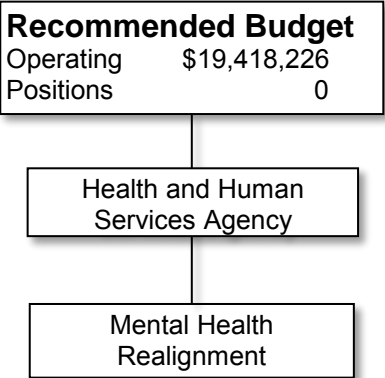 Recommended Budget
Operating $19,418,226
Positions 0
Health and Human
Services Agency
Mental Health
Realignment